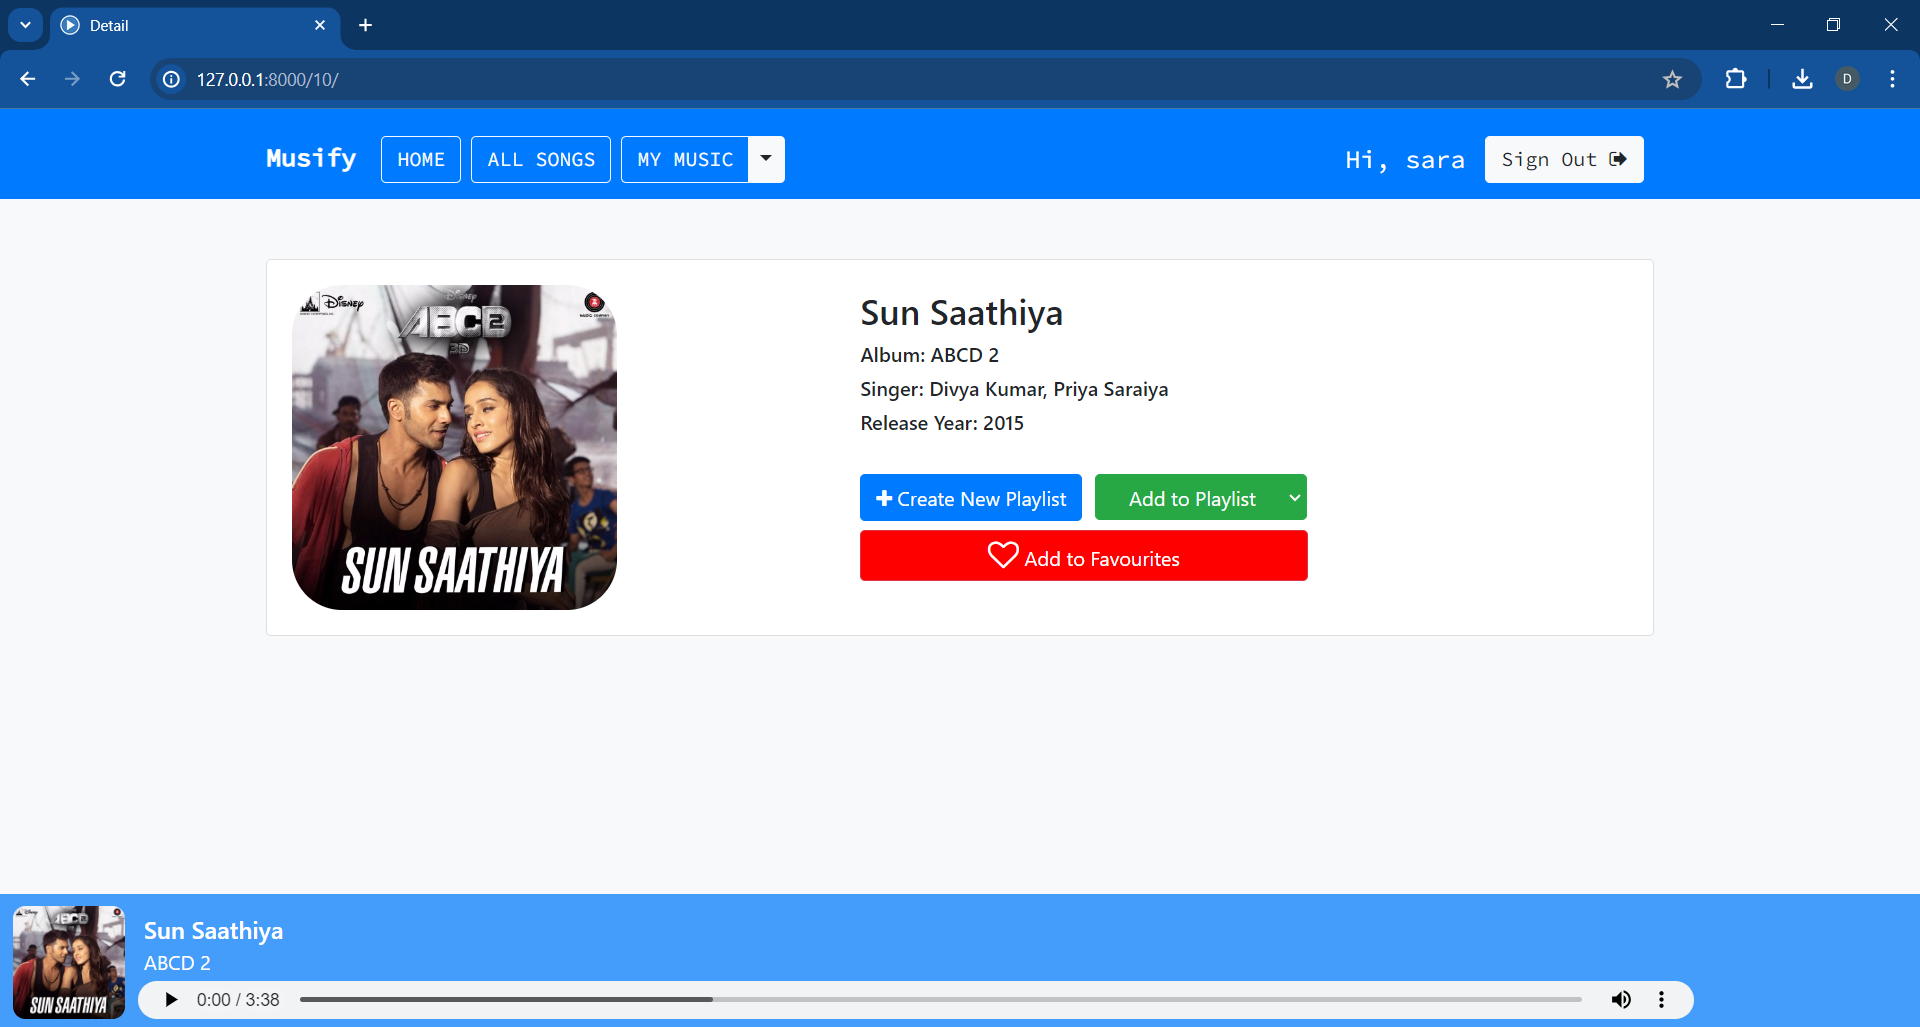 Detail
127.0.0.1:8000/10/
D
Musify
HOME
ALL SONGS
MY MUSIC
Hi, sara
Sign Out
Disney
Disney
ABCD2
3D
SUN SAATHIYA
Sun Saathiya
Album: ABCD 2
Singer: Divya Kumar, Priya Saraiya
Release Year: 2015
Create New Playlist
Add to Playlist
Add to Favourites
SUN SAATHIYA
Sun Saathiya
ABCD 2
0:00 / 3:38